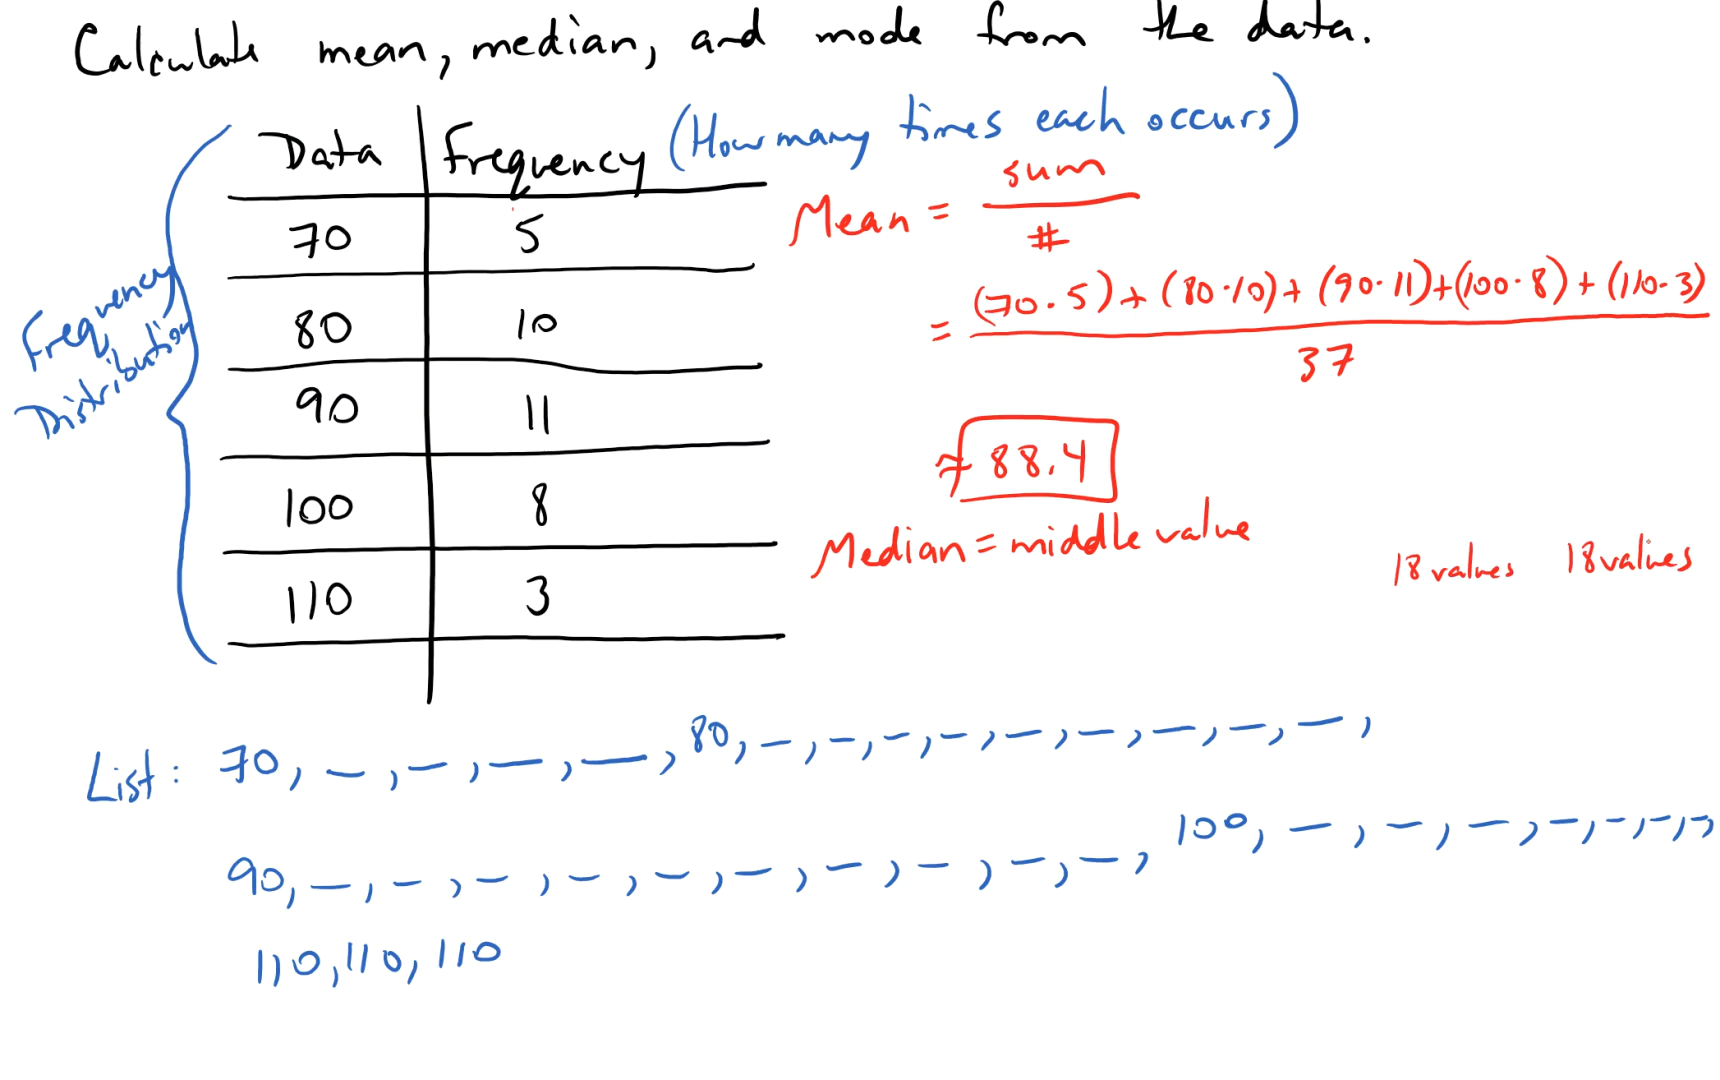 Calculate mean, median, and mode from the data.
Data Frequency (How many times each occurs)
70 5
80 10
90 11
100 8
110 3
Frequency
Distribution
Mean = sum / #
= (70·5)+(80·10)+(90·11)+(100·8)+(110·3) / 37
≈ 88.4
Median = middle value
18 values 18 values
List: 70, –, –, –, –, 80, –, –, –, –, –, –, –, –, –,
90, –, –, –, –, –, –, –, –, –, –, 100, –, –, –, –, –, –, –,
110, 110, 110